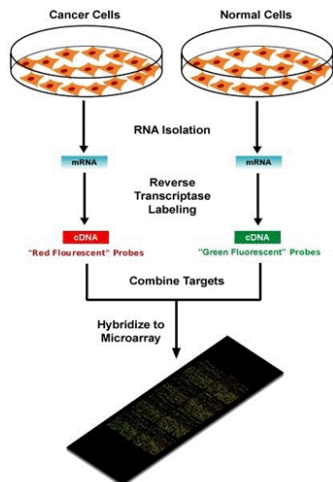 Cancer Cells
Normal Cells
RNA Isolation
mRNA
mRNA
Reverse
Transcriptase
Labeling
cDNA
cDNA
"Red Flourescent" Probes
"Green Fluorescent" Probes
Combine Targets
Hybridize to
Microarray